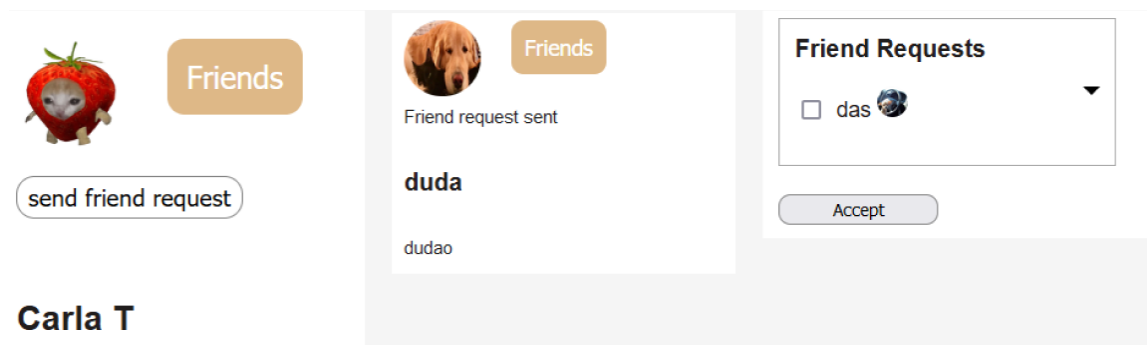 Friends
send friend request
Carla T
Friends
Friend request sent
duda
dudao
Friend Requests
das
Accept